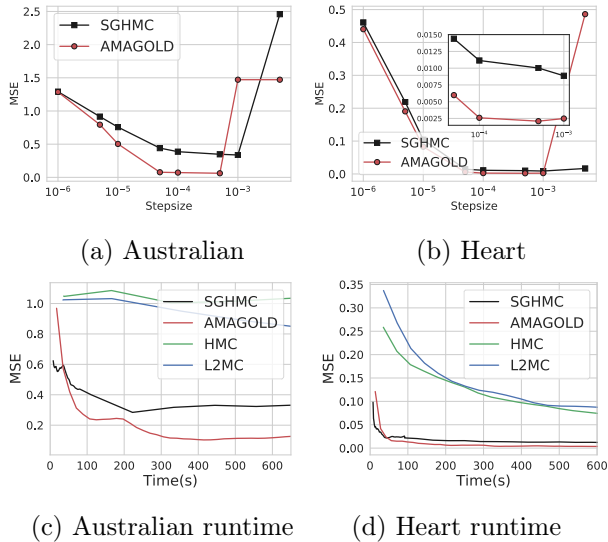 2.5
2.0
1.5
1.0
0.5
0.0
MSE
SGHMC
AMAGOLD
10⁻⁶ 10⁻⁵ 10⁻⁴ 10⁻³
Stepsize
(a) Australian
0.5
0.4
0.3
0.2
0.1
0.0
MSE
0.0150
0.0125
0.0100
0.0075
0.0050
0.0025
10⁻⁴ 10⁻³
SGHMC
AMAGOLD
10⁻⁶ 10⁻⁵ 10⁻⁴ 10⁻³
Stepsize
(b) Heart
1.0
0.8
0.6
0.4
0.2
MSE
SGHMC
AMAGOLD
HMC
L2MC
0 100 200 300 400 500 600
Time(s)
(c) Australian runtime
0.35
0.30
0.25
0.20
0.15
0.10
0.05
0.00
MSE
SGHMC
AMAGOLD
HMC
L2MC
0 100 200 300 400 500 600
Time(s)
(d) Heart runtime